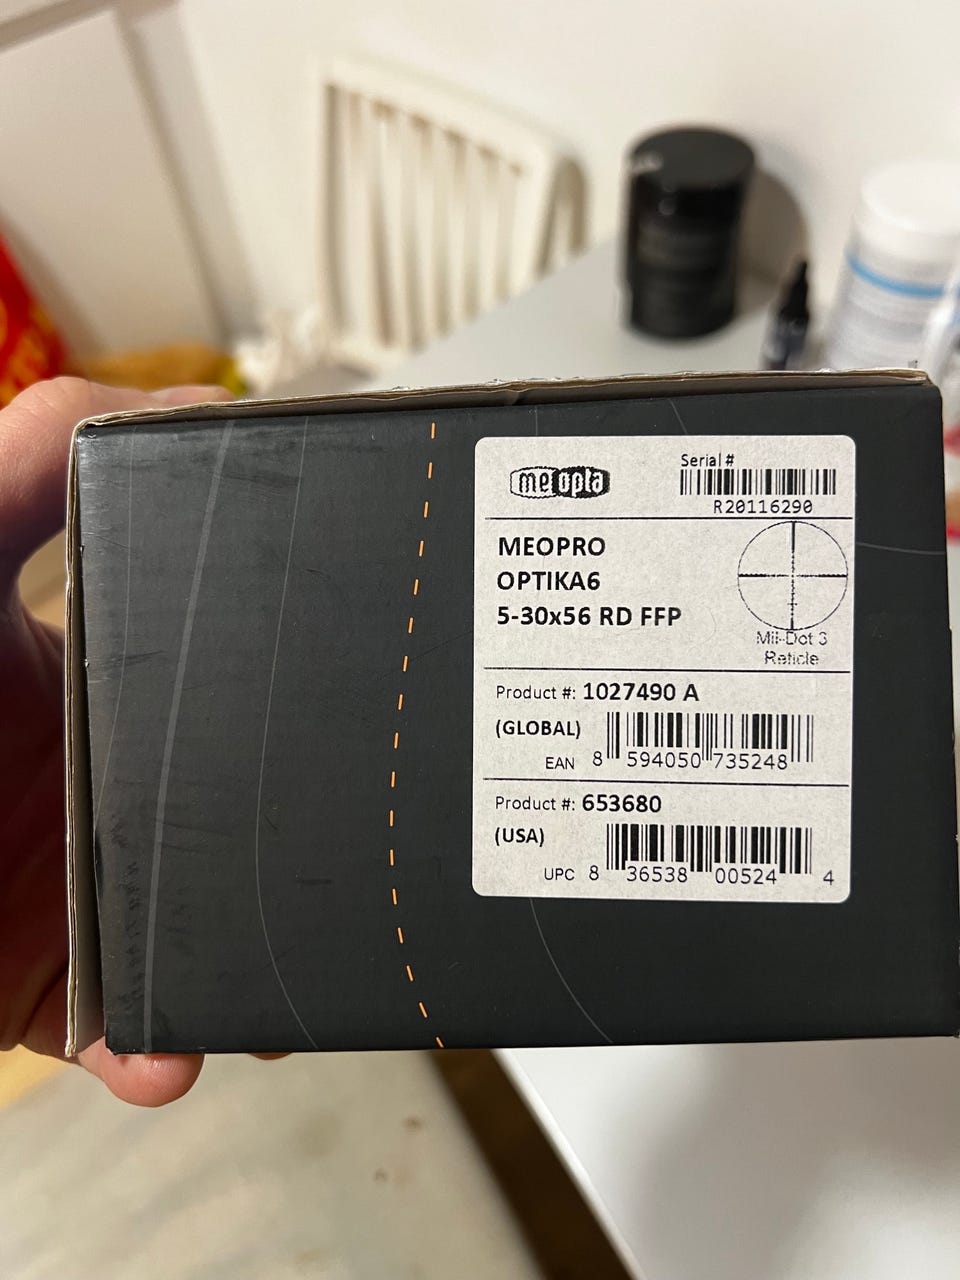 meopta
Serial #
R20116290
MEOPRO
OPTIKA6
5-30x56 RD FFP
Mil-Dot 3
Reticle
Product #: 1027490 A
(GLOBAL)
EAN 8 594050 735248
Product #: 653680
(USA)
UPC 8 36538 00524 4